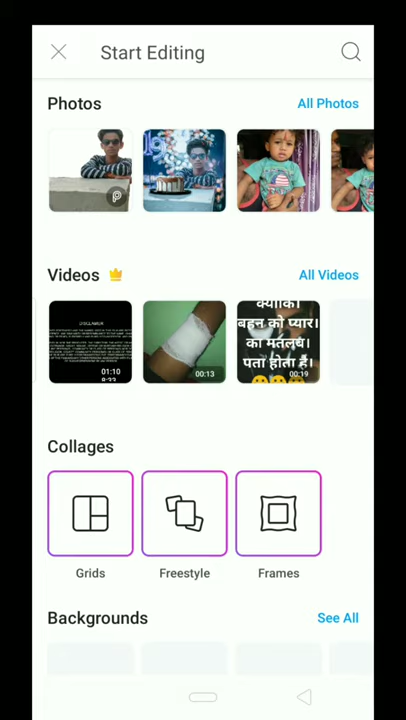 Start Editing
Photos
All Photos
Videos
All Videos
DISCLAIMER
01:10
00:13
क्योंकि
बहन को प्यार
का मतलब
पता होता हैं
00:19
Collages
Grids
Freestyle
Frames
Backgrounds
See All